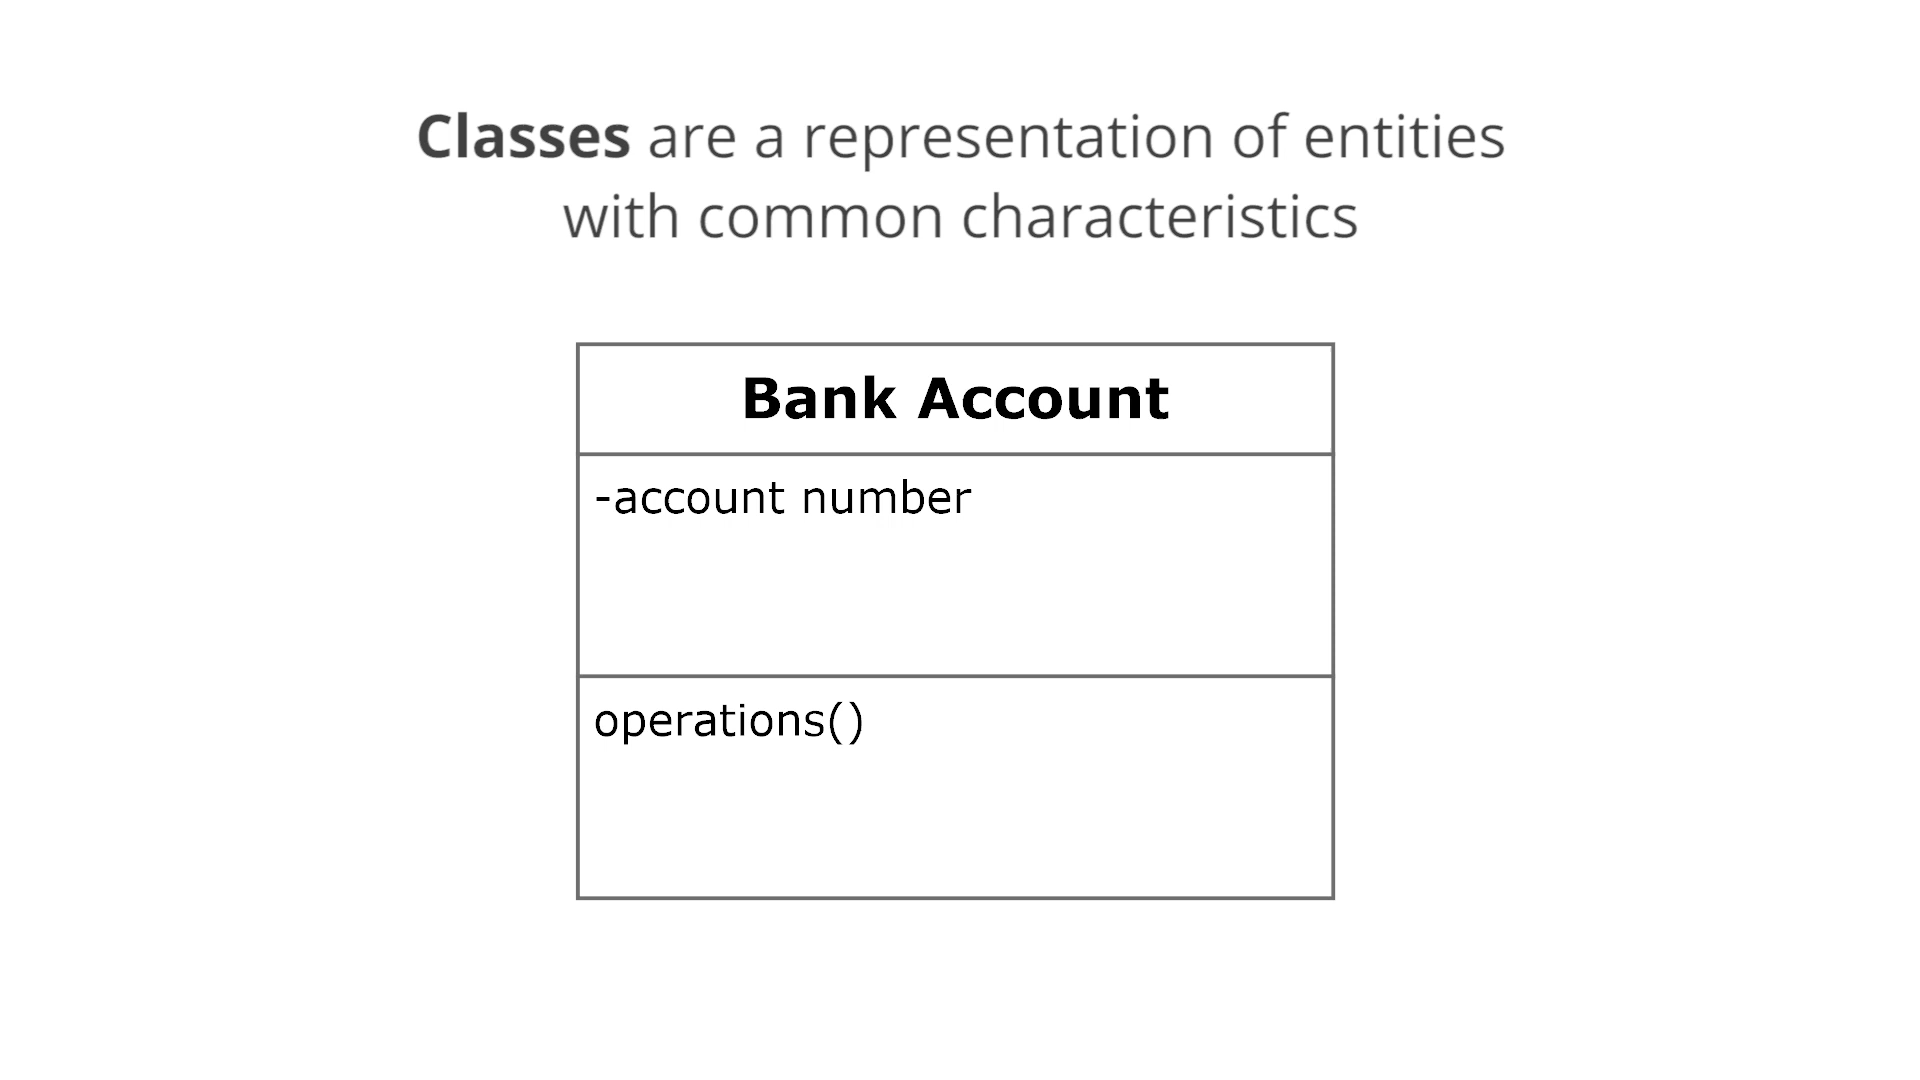 Classes are a representation of entities
with common characteristics
Bank Account
-account number
operations()